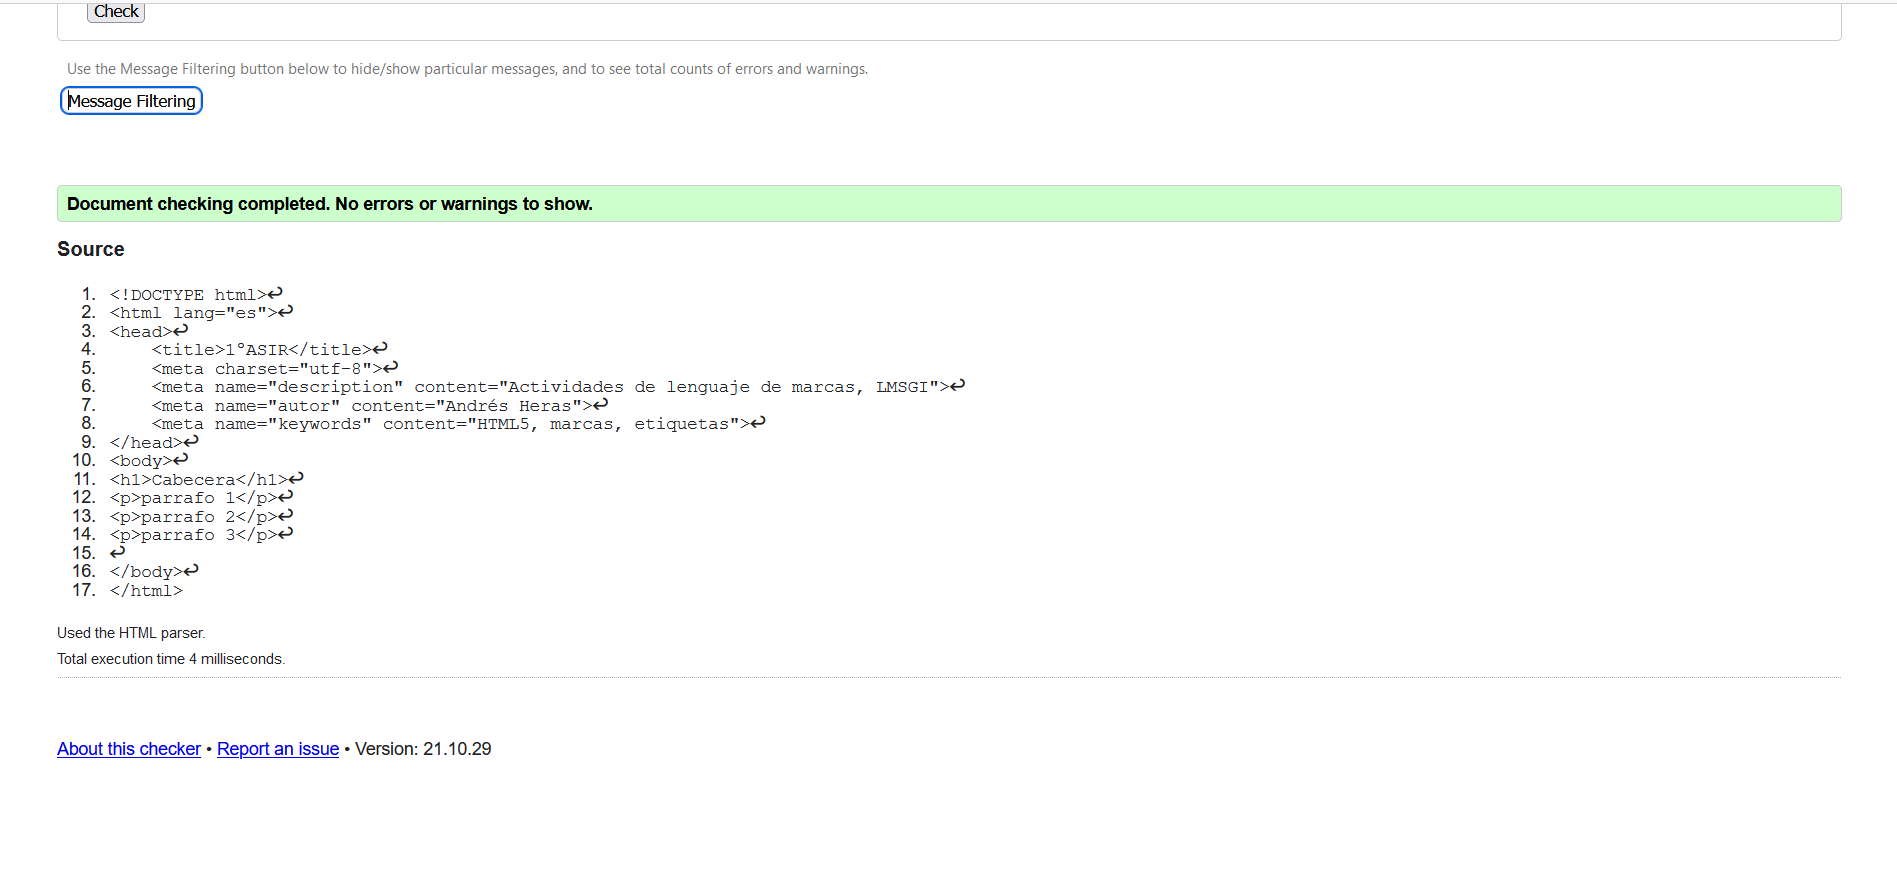 Check
Use the Message Filtering button below to hide/show particular messages, and to see total counts of errors and warnings.
Message Filtering
Document checking completed. No errors or warnings to show.
Source
1. <!DOCTYPE html>↩
2. <html lang="es">↩
3. <head>↩
4.     <title>1°ASIR</title>↩
5.     <meta charset="utf-8">↩
6.     <meta name="description" content="Actividades de lenguaje de marcas, LMSGI">↩
7.     <meta name="autor" content="Andrés Heras">↩
8.     <meta name="keywords" content="HTML5, marcas, etiquetas">↩
9. </head>↩
10. <body>↩
11. <h1>Cabecera</h1>↩
12. <p>parrafo 1</p>↩
13. <p>parrafo 2</p>↩
14. <p>parrafo 3</p>↩
15. ↩
16. </body>↩
17. </html>
Used the HTML parser.
Total execution time 4 milliseconds.
About this checker • Report an issue • Version: 21.10.29